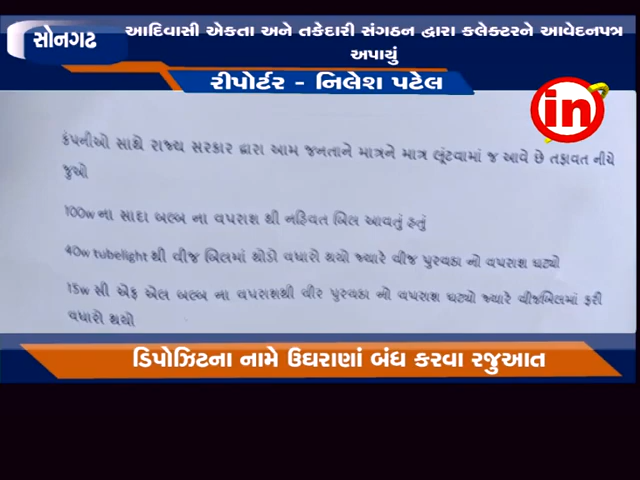 સોનગઢ
આદિવાસી એકતા અને તકેદારી સંગઠન દ્વારા કલેક્ટરને આવેદનપત્ર
અપાયું
રીપોર્ટર - નિલેશ પટેલ
in
કંપનીઓ સાથે રાજ્ય સરકાર દ્વારા આમ જનતાને માત્રને માત્ર લૂંટવામાં જ આવે છે તફાવત નીચે
જુઓ
100w ના સાદા બલ્બ ના વપરાશ થી નહિવત બિલ આવતું હતું
40w tubelight થી વીજ બિલમાં થોડો વધારો થયો જ્યારે વીજ પુરવઠા નો વપરાશ ઘટ્યો
15w સી એફ એલ બલ્બ ના વપરાશથી વીર પુરવઠા નો વપરાશ ઘટ્યો જ્યારે વીજબિલમાં ફરી
વધારો થયો
ડિપોઝિટના નામે ઉઘરાણાં બંધ કરવા રજુઆત